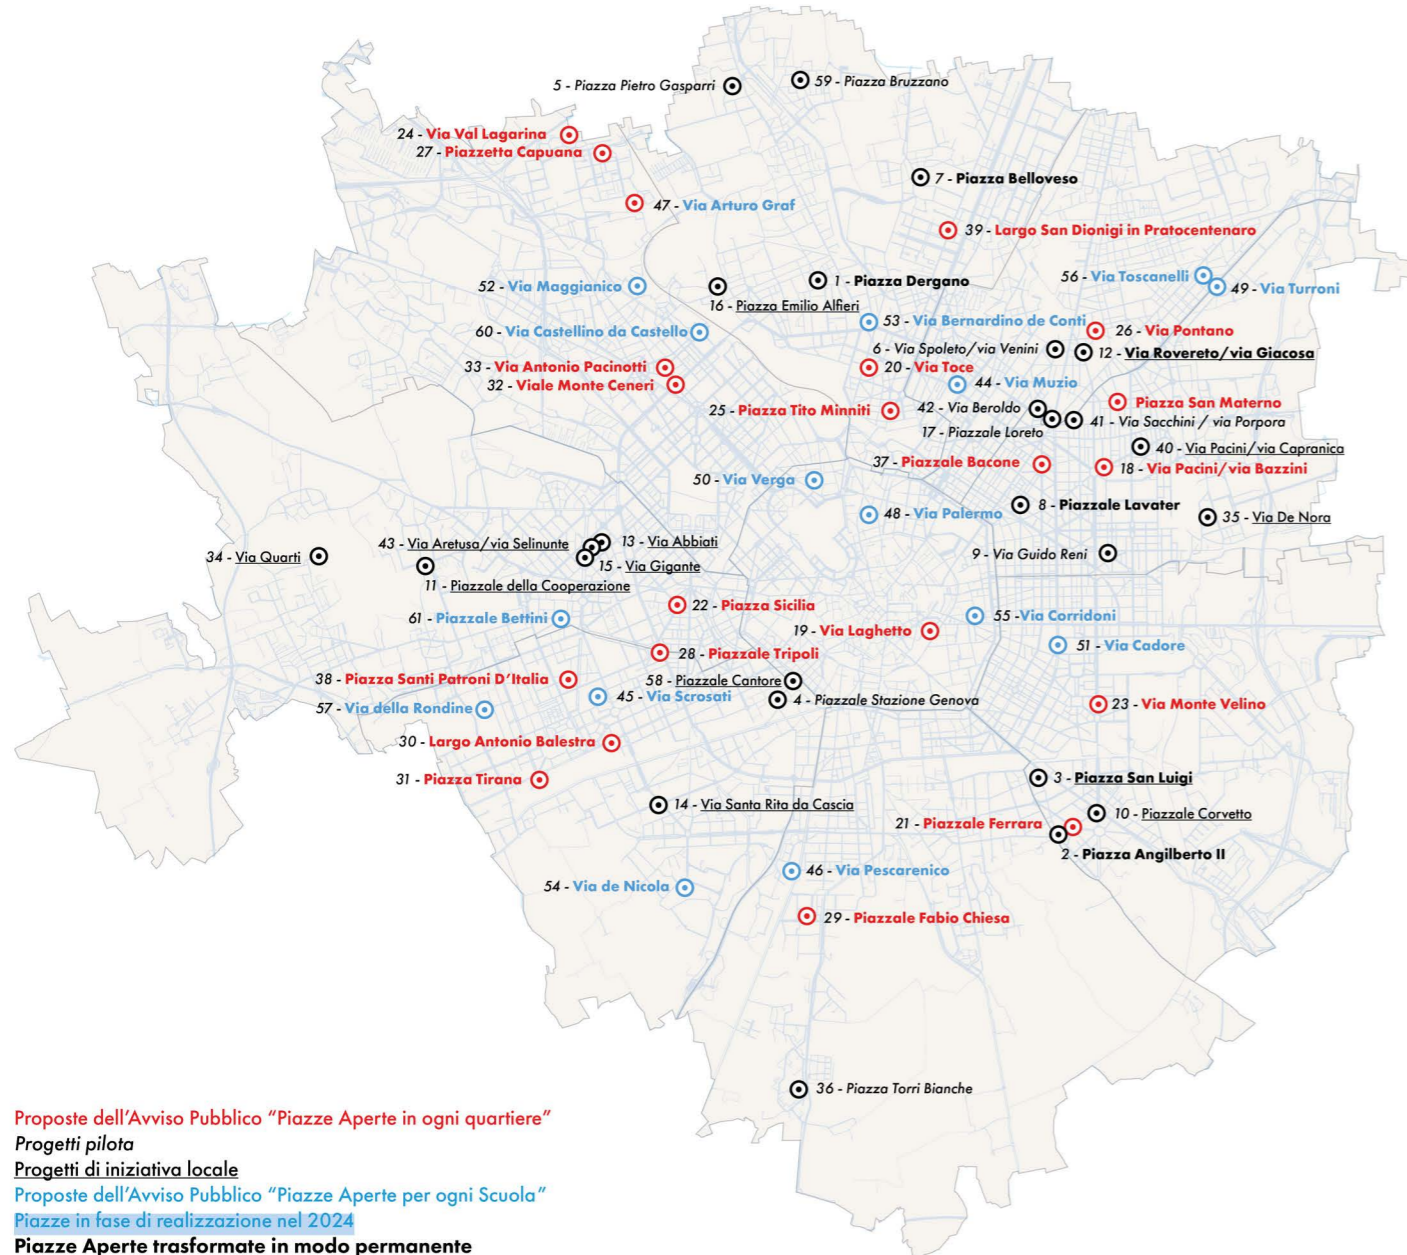 5 - Piazza Pietro Gasparri
59 - Piazza Bruzzano
24 - Via Val Lagarina
27 - Piazzetta Capuana
7 - Piazza Belloveso
47 - Via Arturo Graf
39 - Largo San Dionigi in Pratocentenaro
56 - Via Toscanelli
1 - Piazza Dergano
52 - Via Maggianico
49 - Via Turroni
16 - Piazza Emilio Alfieri
53 - Via Bernardino de Conti
60 - Via Castellino da Castello
26 - Via Pontano
6 - Via Spoleto/via Venini
12 - Via Rovereto/via Giacosa
33 - Via Antonio Pacinotti
20 - Via Toce
32 - Viale Monte Ceneri
44 - Via Muzio
Piazza San Materno
25 - Piazza Tito Minniti
42 - Via Beroldo
41 - Via Sacchini / via Porpora
17 - Piazzale Loreto
40 - Via Pacini/via Capranica
37 - Piazzale Bacone
18 - Via Pacini/via Bazzini
50 - Via Verga
8 - Piazzale Lavater
48 - Via Palermo
35 - Via De Nora
43 - Via Aretusa/via Selinunte
13 - Via Abbiati
9 - Via Guido Reni
34 - Via Quarti
15 - Via Gigante
11 - Piazzale della Cooperazione
22 - Piazza Sicilia
61 - Piazzale Bettini
55 - Via Corridoni
19 - Via Laghetto
51 - Via Cadore
28 - Piazzale Tripoli
38 - Piazza Santi Patroni D'Italia
58 - Piazzale Cantore
45 - Via Scrosati
4 - Piazzale Stazione Genova
23 - Via Monte Velino
57 - Via della Rondine
30 - Largo Antonio Balestra
31 - Piazza Tirana
3 - Piazza San Luigi
14 - Via Santa Rita da Cascia
10 - Piazzale Corvetto
21 - Piazzale Ferrara
2 - Piazza Angilberto II
46 - Via Pescarenico
54 - Via de Nicola
29 - Piazzale Fabio Chiesa
36 - Piazza Torri Bianche
Proposte dell'Avviso Pubblico "Piazze Aperte in ogni quartiere"
Progetti pilota
Progetti di iniziativa locale
Proposte dell'Avviso Pubblico "Piazze Aperte per ogni Scuola"
Piazze in fase di realizzazione nel 2024
Piazze Aperte trasformate in modo permanente